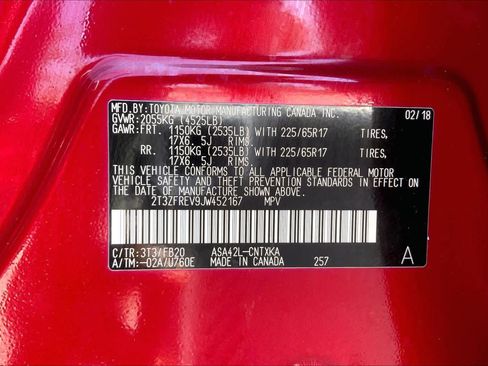 MFD.BY:TOYOTA MOTOR MANUFACTURING CANADA INC. 02/18
GVWR:2055KG (4525LB)
GAWR:FRT. 1150KG (2535LB) WITH 225/65R17 TIRES,
17X6.5J RIMS.
RR. 1150KG (2535LB) WITH 225/65R17 TIRES,
17X6.5J RIMS.
THIS VEHICLE CONFORMS TO ALL APPLICABLE FEDERAL MOTOR
VEHICLE SAFETY AND THEFT PREVENTION STANDARDS IN EFFECT
ON THE DATE OF MANUFACTURE SHOWN ABOVE.
2T3ZFREV9JW452167 MPV
C/TR:3T3/FB20 ASA42L-CNTXKA
A/TM:-02A/U760E MADE IN CANADA 257 A